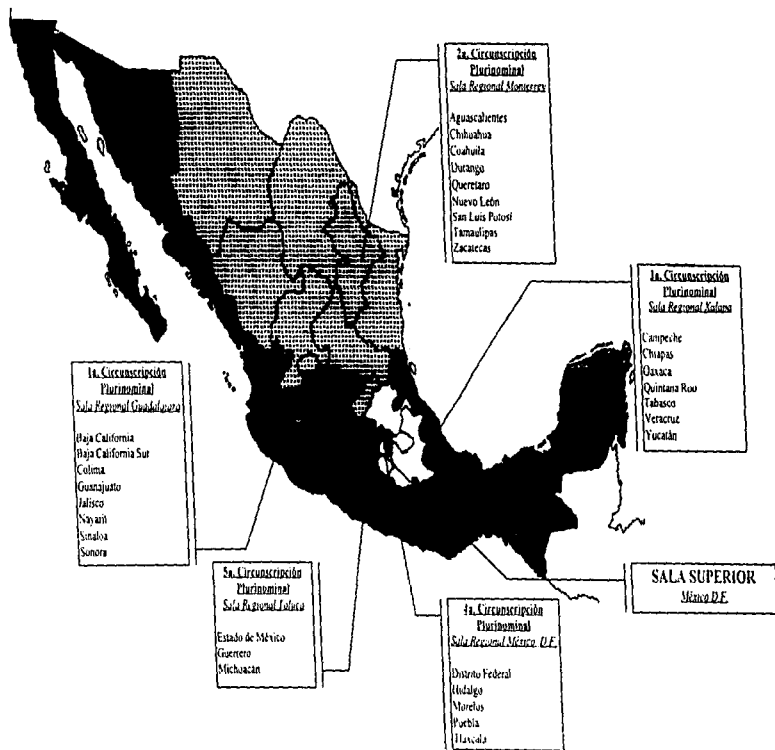 2a. Circunscripción
Plurinominal
Sala Regional Monterrey
Aguascalientes
Chihuahua
Coahuila
Durango
Queretaro
Nuevo León
San Luis Potosí
Tamaulipas
Zacatecas
1a. Circunscripción
Plurinominal
Sala Regional Xalapa
Campeche
Chiapas
Oaxaca
Quintana Roo
Tabasco
Veracruz
Yucatán
1a. Circunscripción
Plurinominal
Sala Regional Guadalajara
Baja California
Baja California Sur
Colima
Guanajuato
Jalisco
Nayarit
Sinaloa
Sonora
5a. Circunscripción
Plurinominal
Sala Regional Toluca
Estado de México
Guerrero
Michoacán
4a. Circunscripción
Plurinominal
Sala Regional México, D.F.
Distrito Federal
Hidalgo
Morelos
Puebla
Tlaxcala
SALA SUPERIOR
México D.F.